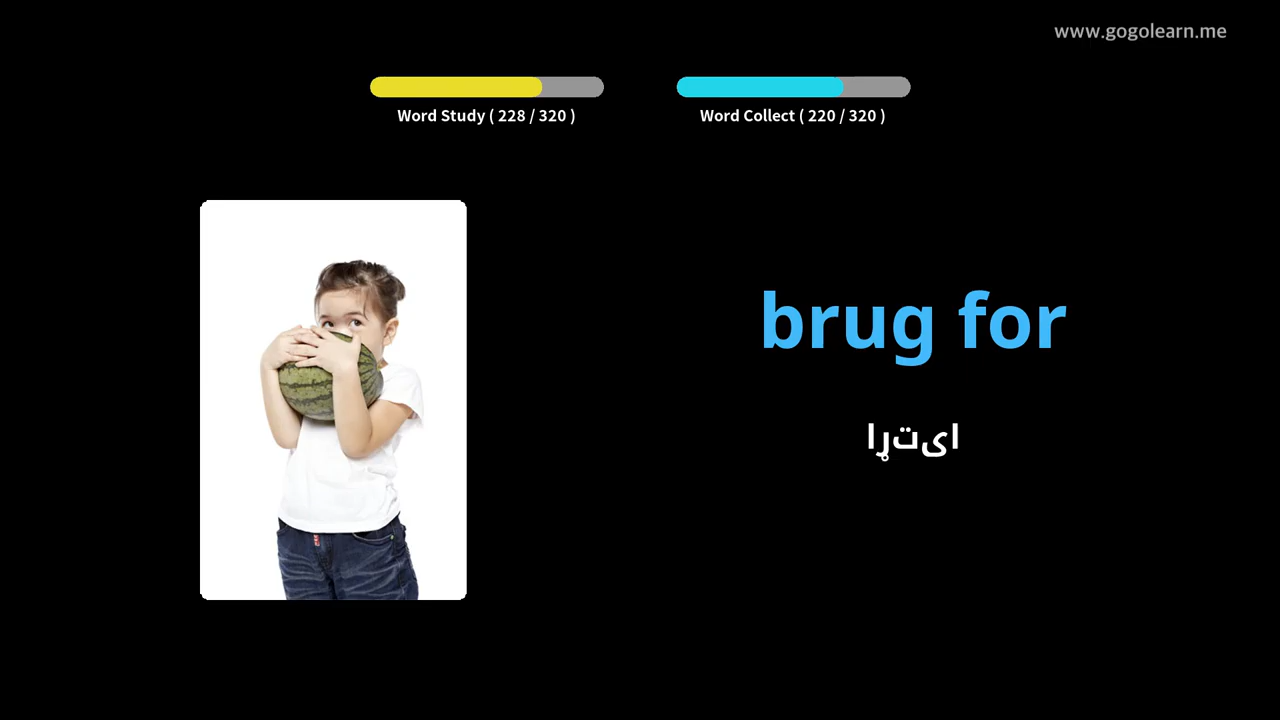 www.gogolearn.me
Word Study ( 228 / 320 )
Word Collect ( 220 / 320 )
brug for
اړتیا